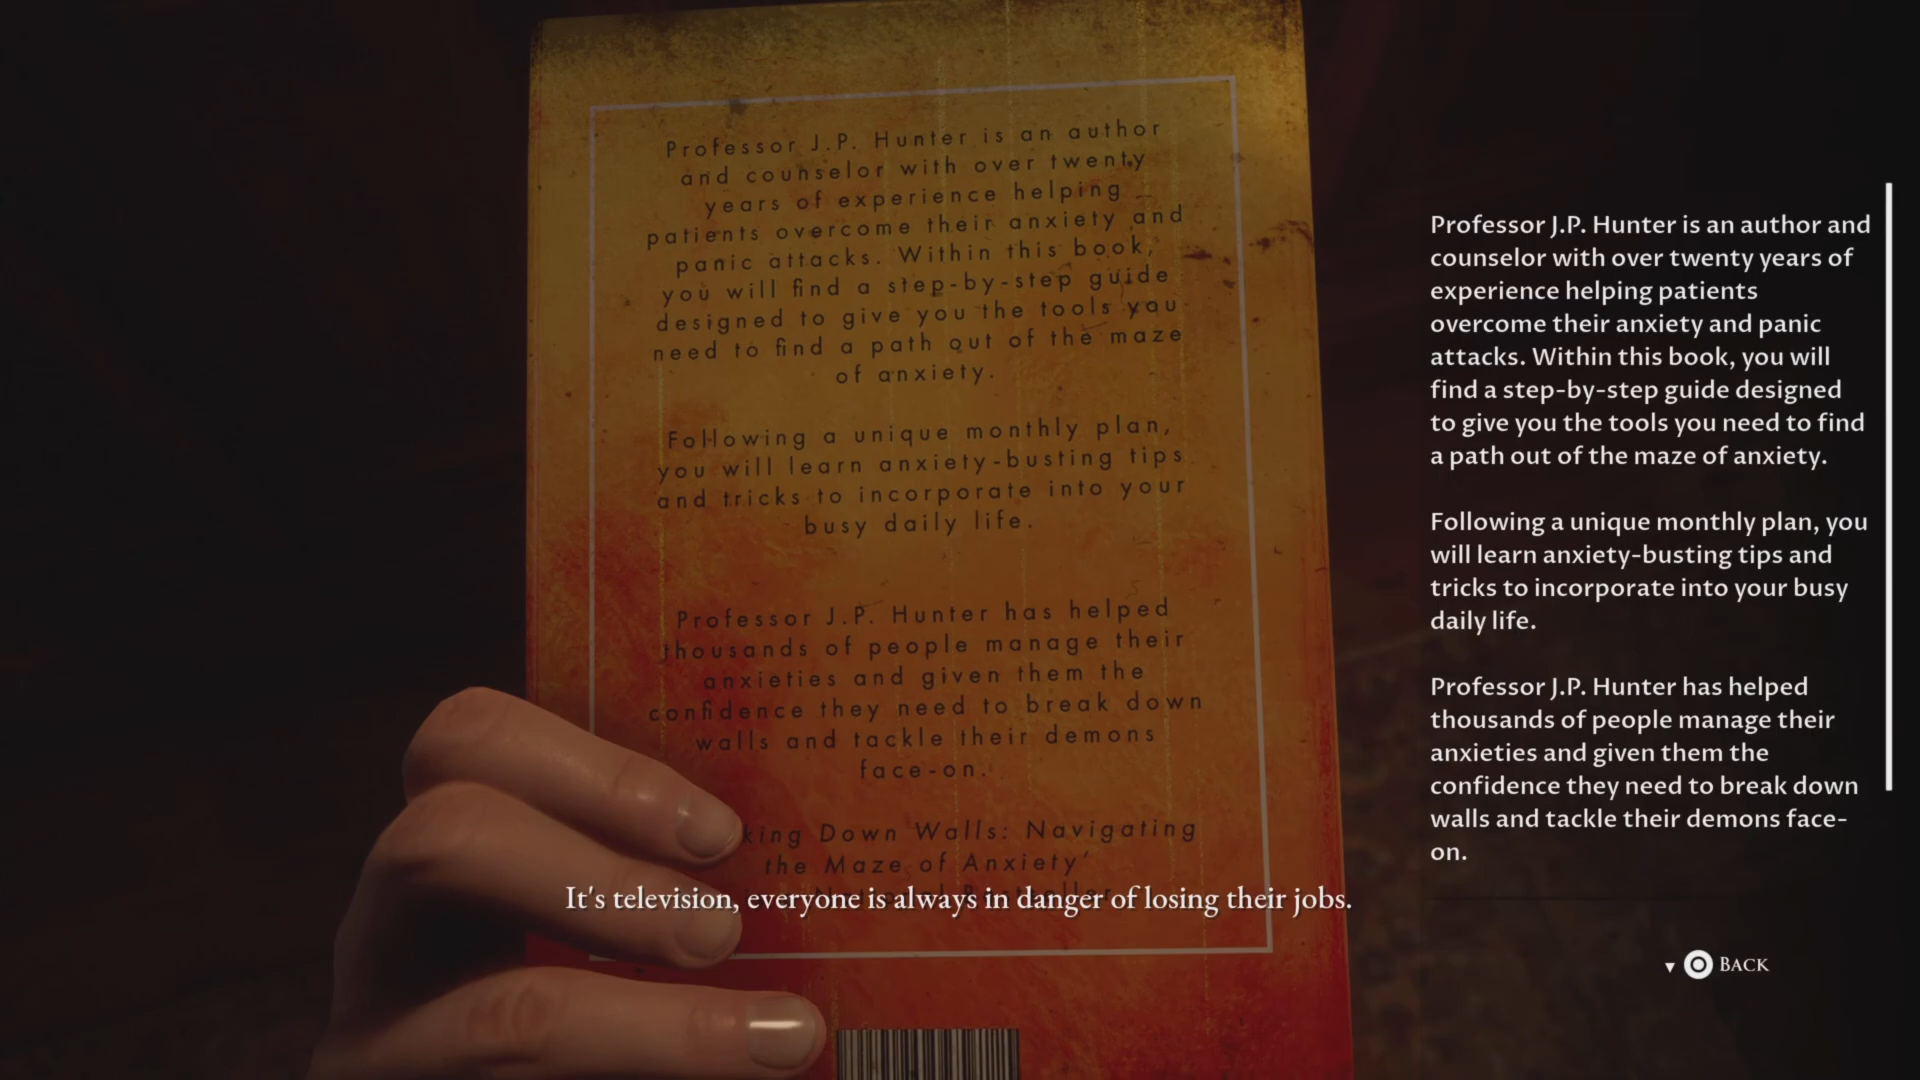 Professor J.P. Hunter is an author
and counselor with over twenty
years of experience helping
patients overcome their anxiety and
panic attacks. Within this book,
you will find a step-by-step guide
designed to give you the tools you
need to find a path out of the maze
of anxiety.
Following a unique monthly plan,
you will learn anxiety-busting tips
and tricks to incorporate into your
busy daily life.
Professor J.P. Hunter has helped
thousands of people manage their
anxieties and given them the
confidence they need to break down
walls and tackle their demons
face-on.
king Down Walls: Navigating
the Maze of Anxiety'
It's television, everyone is always in danger of losing their jobs.
Professor J.P. Hunter is an author and
counselor with over twenty years of
experience helping patients
overcome their anxiety and panic
attacks. Within this book, you will
find a step-by-step guide designed
to give you the tools you need to find
a path out of the maze of anxiety.
Following a unique monthly plan, you
will learn anxiety-busting tips and
tricks to incorporate into your busy
daily life.
Professor J.P. Hunter has helped
thousands of people manage their
anxieties and given them the
confidence they need to break down
walls and tackle their demons face-
on.
BACK